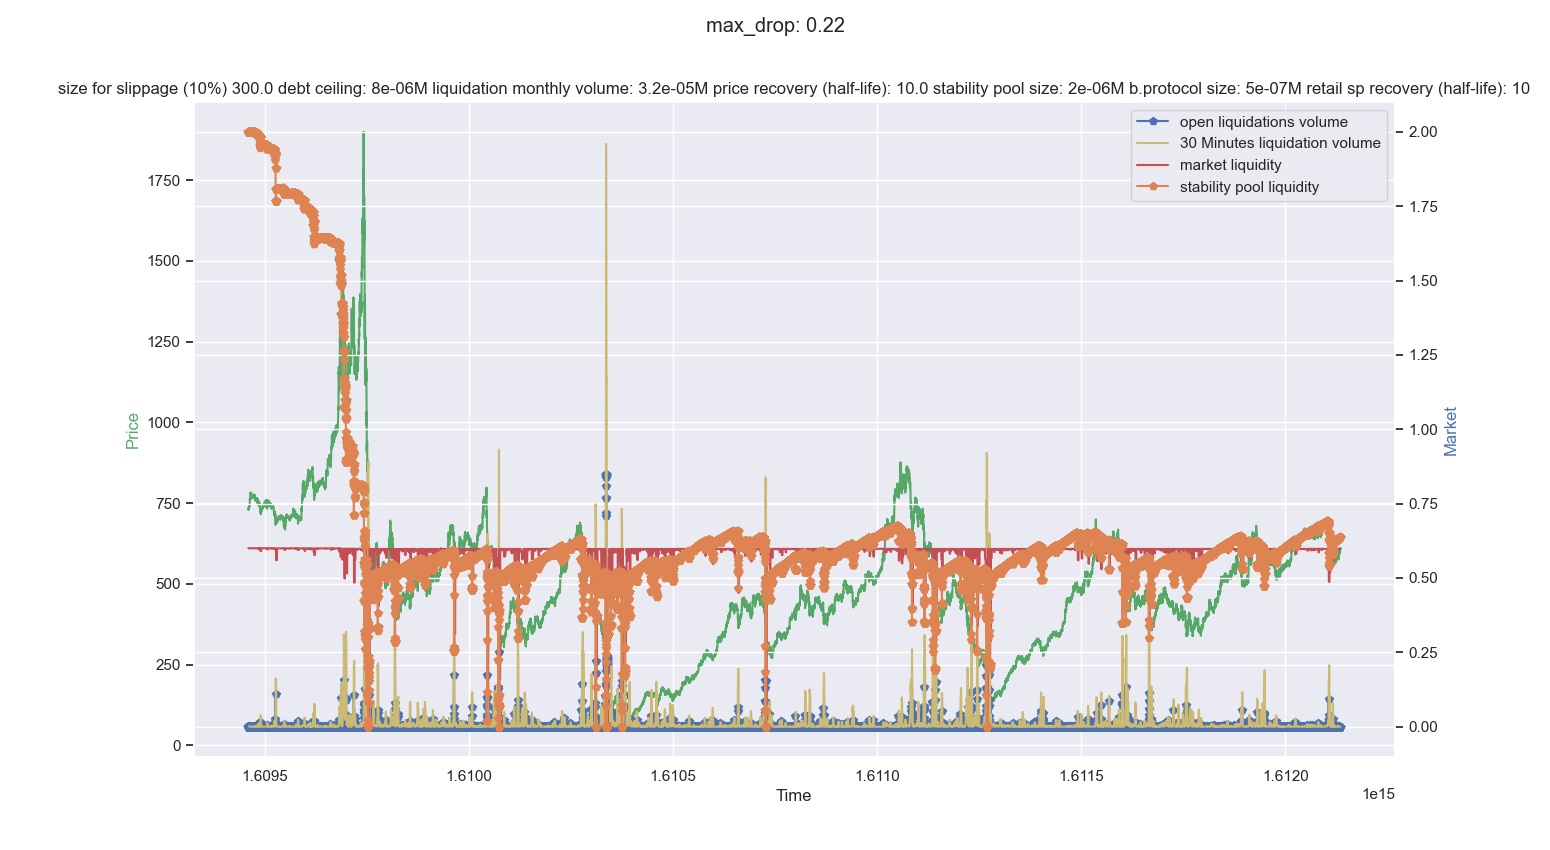 max_drop: 0.22
size for slippage (10%) 300.0 debt ceiling: 8e-06M liquidation monthly volume: 3.2e-05M price recovery (half-life): 10.0 stability pool size: 2e-06M b.protocol size: 5e-07M retail sp recovery (half-life): 10
open liquidations volume
30 Minutes liquidation volume
market liquidity
stability pool liquidity
Price
1750
1500
1250
1000
750
500
250
0
2.00
1.75
1.50
1.25
1.00
0.75
0.50
0.25
0.00
Market
1.6095 1.6100 1.6105 1.6110 1.6115 1.6120
Time
1e15